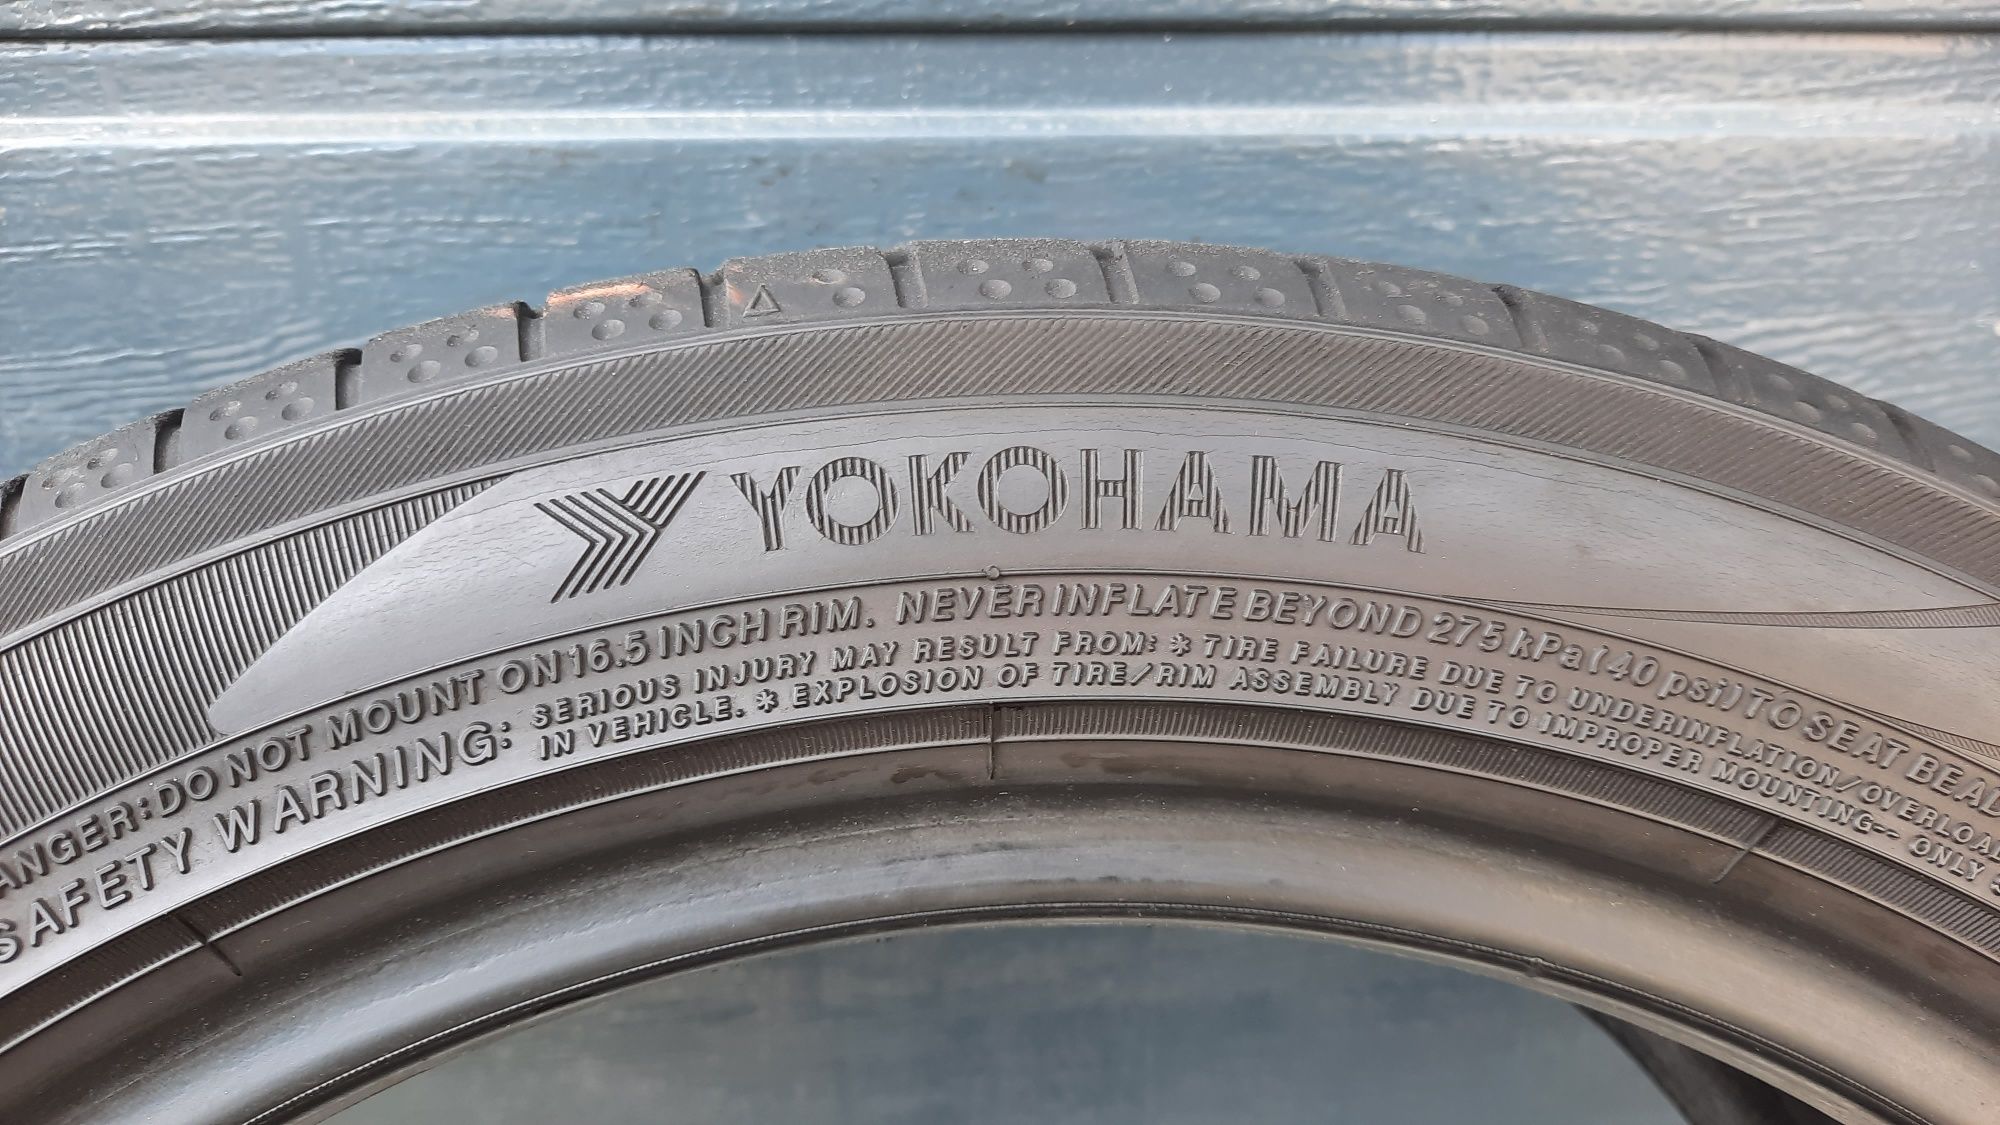 YOKOHAMA
ANGER: DO NOT MOUNT ON 16.5 INCH RIM. NEVER INFLATE BEYOND 275 kPa (40 psi) TO SEAT BEAD
SAFETY WARNING: SERIOUS INJURY MAY RESULT FROM: * TIRE FAILURE DUE TO UNDERINFLATION/OVERLOA
IN VEHICLE. * EXPLOSION OF TIRE/RIM ASSEMBLY DUE TO IMPROPER MOUNTING-- ONLY